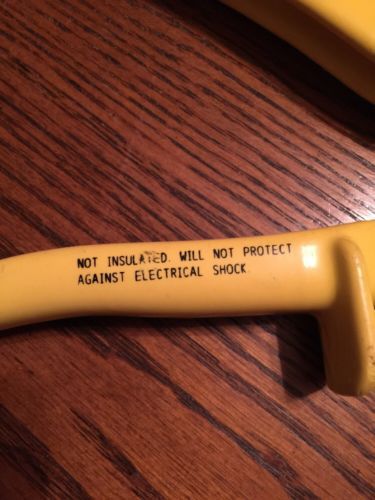 NOT INSULATED. WILL NOT PROTECT
AGAINST ELECTRICAL SHOCK.